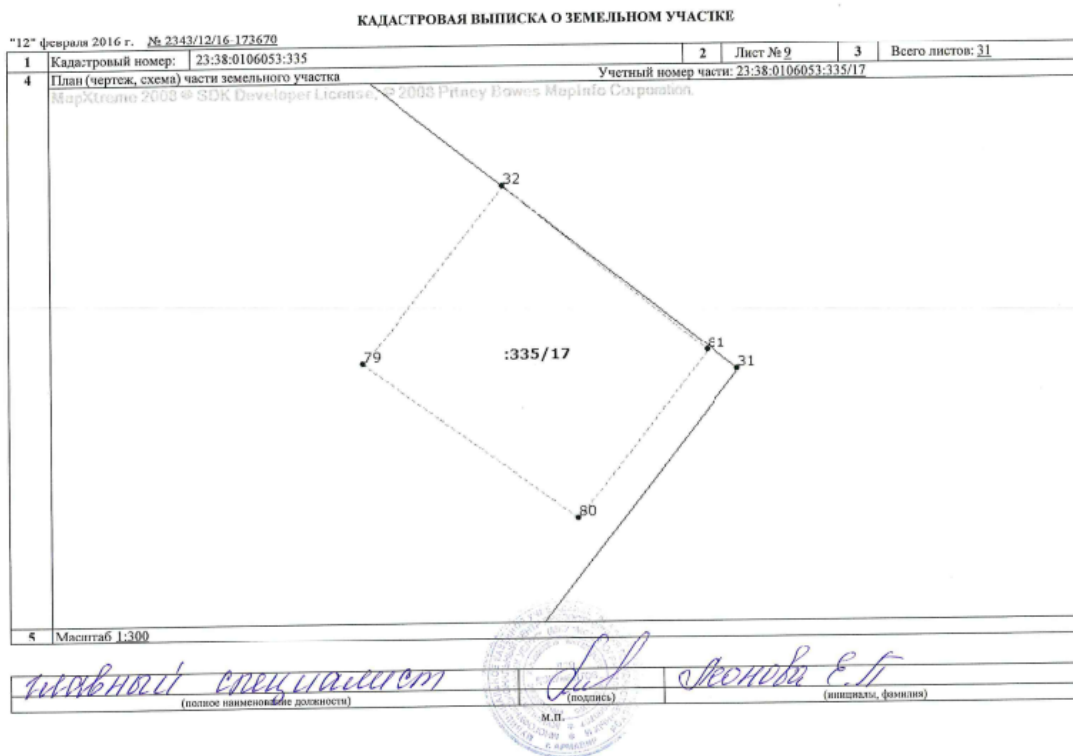 КАДАСТРОВАЯ ВЫПИСКА О ЗЕМЕЛЬНОМ УЧАСТКЕ
"12" февраля 2016 г. № 2343/12/16-173670
1 Кадастровый номер: 23:38:0106053:335 2 Лист № 9 3 Всего листов: 31
4 План (чертеж, схема) части земельного участка Учетный номер части: 23:38:0106053:335/17
MapXtreme 2008 ® SDK Developer License, © 2008 Pitney Bowes MapInfo Corporation.
32
81
31
79
:335/17
80
5 Масштаб 1:300
главный специалист Леонова Е.П
(полное наименование должности) (подпись) (инициалы, фамилия)
М.П.